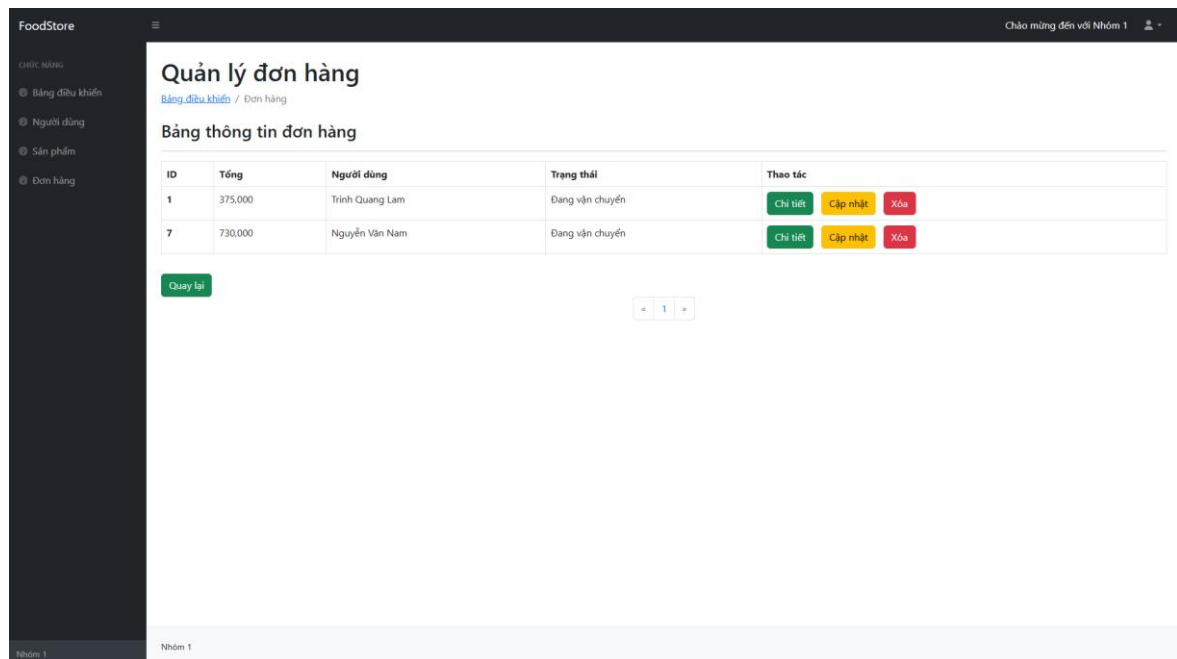 FoodStore
Chào mừng đến với Nhóm 1
CHỨC NĂNG
Bảng điều khiển
Người dùng
Sản phẩm
Đơn hàng
Quản lý đơn hàng
Bảng điều khiển / Đơn hàng
Bảng thông tin đơn hàng
ID Tổng Người dùng Trạng thái Thao tác
1 375,000 Trinh Quang Lam Đang vận chuyển Chi tiết Cập nhật Xóa
7 730,000 Nguyễn Văn Nam Đang vận chuyển Chi tiết Cập nhật Xóa
Quay lại
« 1 »
Nhóm 1
Nhóm 1